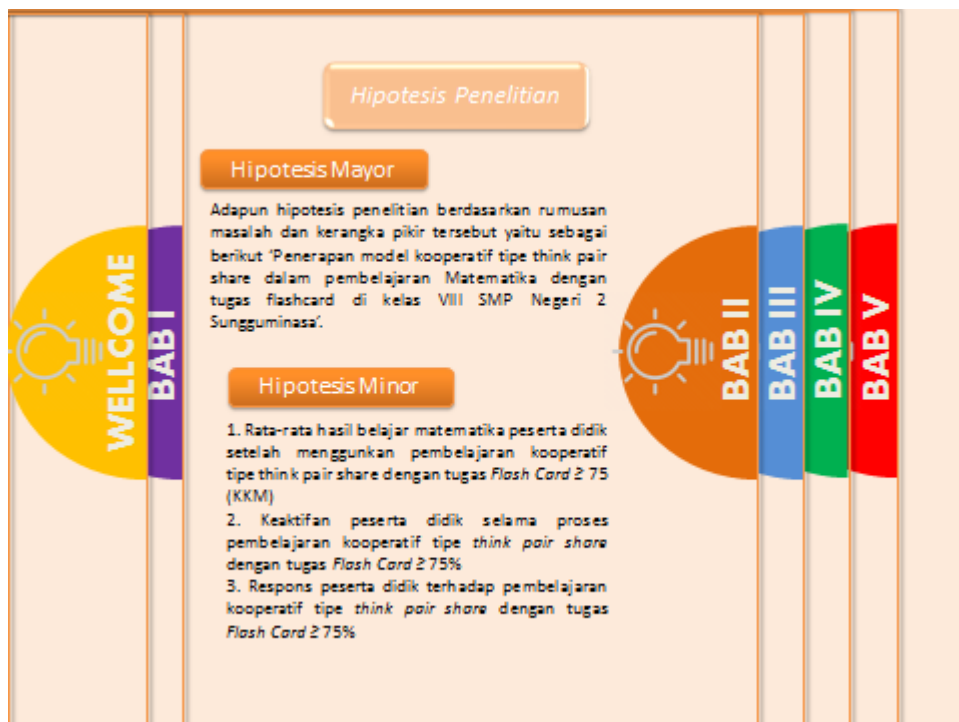 Hipotesis Penelitian
Hipotesis Mayor
Adapun hipotesis penelitian berdasarkan rumusan
masalah dan kerangka pikir tersebut yaitu sebagai
berikut ‘Penerapan model kooperatif tipe think pair
share dalam pembelajaran Matematika dengan
tugas flashcard di kelas VIII SMP Negeri 2
Sungguminasa’.
Hipotesis Minor
1. Rata-rata hasil belajar matematika peserta didik
setelah menggunkan pembelajaran kooperatif
tipe think pair share dengan tugas Flash Card ≥ 75
(KKM)
2. Keaktifan peserta didik selama proses
pembelajaran kooperatif tipe think pair share
dengan tugas Flash Card ≥ 75%
3. Respons peserta didik terhadap pembelajaran
kooperatif tipe think pair share dengan tugas
Flash Card ≥ 75%
WELLCOME
BAB I
BAB II
BAB III
BAB IV
BAB V